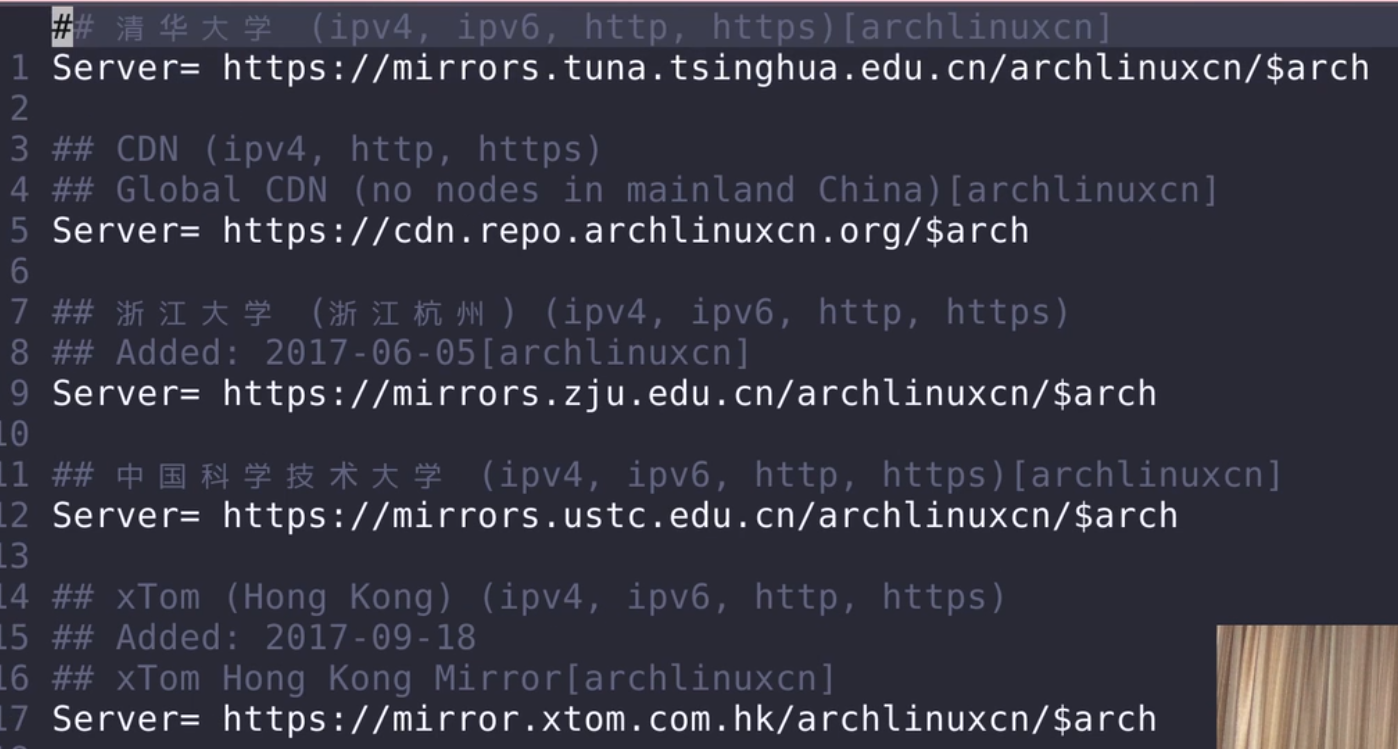 ## 清华大学 (ipv4, ipv6, http, https)[archlinuxcn]
1 Server= https://mirrors.tuna.tsinghua.edu.cn/archlinuxcn/$arch
2
3 ## CDN (ipv4, http, https)
4 ## Global CDN (no nodes in mainland China)[archlinuxcn]
5 Server= https://cdn.repo.archlinuxcn.org/$arch
6
7 ## 浙江大学 (浙江杭州) (ipv4, ipv6, http, https)
8 ## Added: 2017-06-05[archlinuxcn]
9 Server= https://mirrors.zju.edu.cn/archlinuxcn/$arch
10
11 ## 中国科学技术大学 (ipv4, ipv6, http, https)[archlinuxcn]
12 Server= https://mirrors.ustc.edu.cn/archlinuxcn/$arch
13
14 ## xTom (Hong Kong) (ipv4, ipv6, http, https)
15 ## Added: 2017-09-18
16 ## xTom Hong Kong Mirror[archlinuxcn]
17 Server= https://mirror.xtom.com.hk/archlinuxcn/$arch